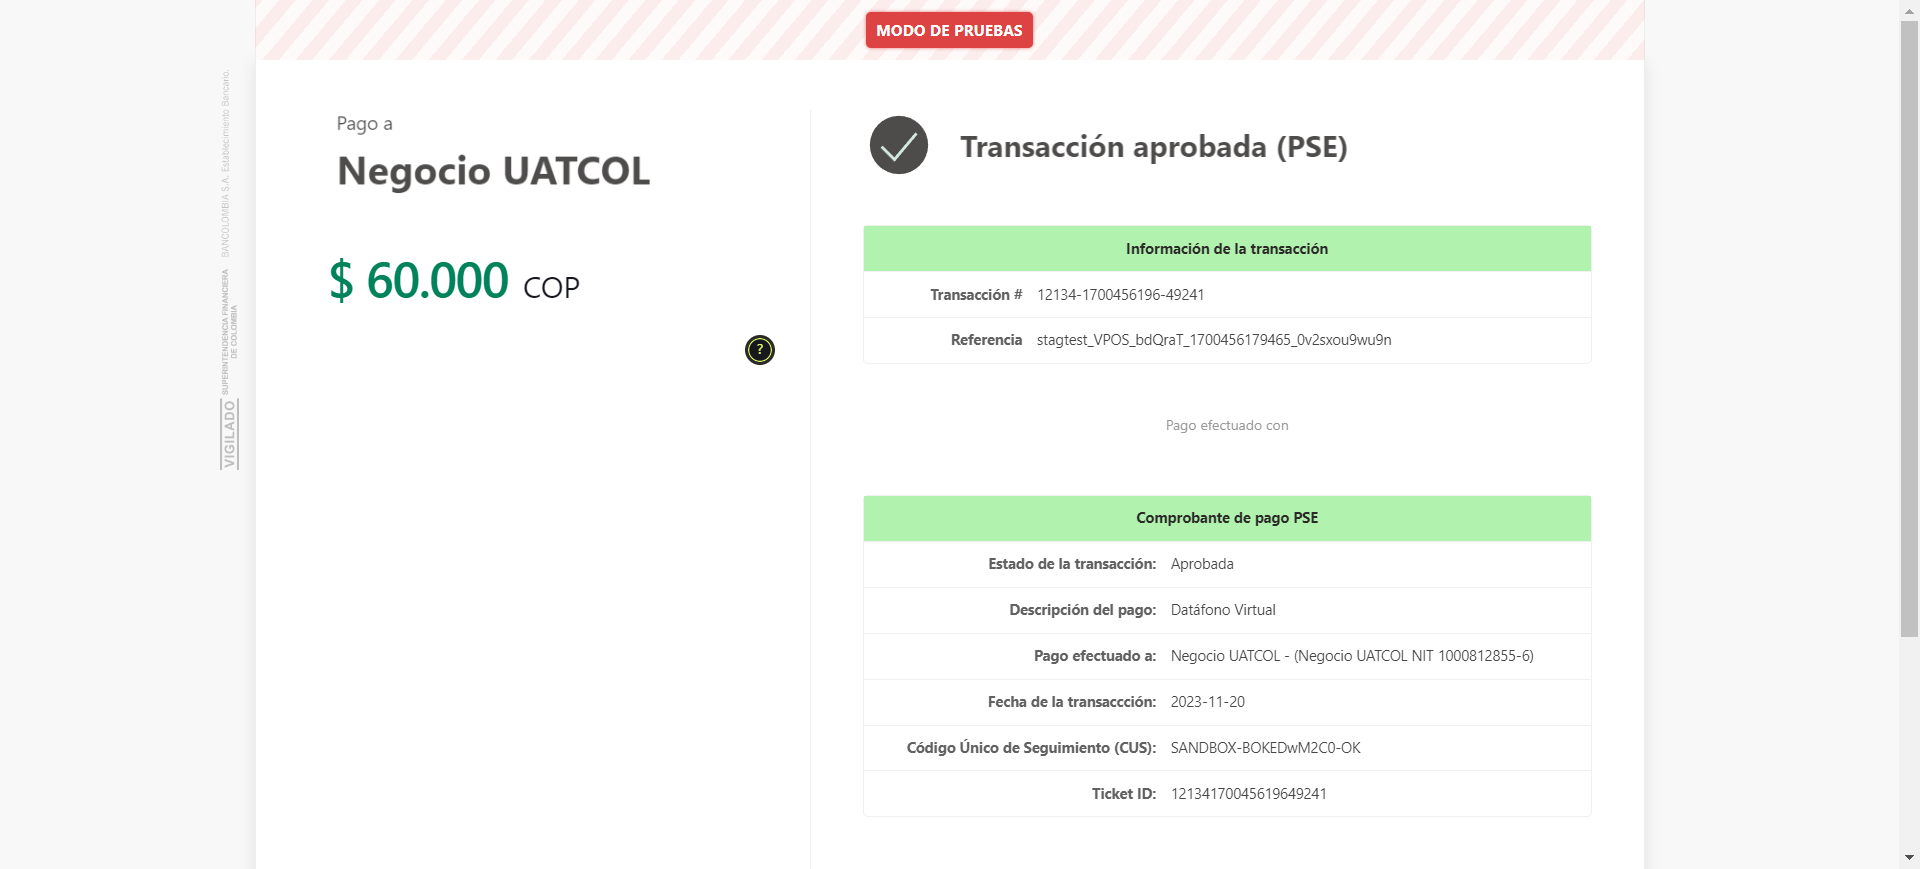 MODO DE PRUEBAS
BANCOLOMBIA S.A. Establecimiento Bancario.
SUPERINTENDENCIA FINANCIERA
DE COLOMBIA
VIGILADO
Pago a
Negocio UATCOL
$ 60.000 COP
?
Transacción aprobada (PSE)
Información de la transacción
Transacción # 12134-1700456196-49241
Referencia stagtest_VPOS_bdQraT_1700456179465_0v2sxou9wu9n
Pago efectuado con
Comprobante de pago PSE
Estado de la transacción: Aprobada
Descripción del pago: Datáfono Virtual
Pago efectuado a: Negocio UATCOL - (Negocio UATCOL NIT 1000812855-6)
Fecha de la transaccción: 2023-11-20
Código Único de Seguimiento (CUS): SANDBOX-BOKEDwM2C0-OK
Ticket ID: 12134170045619649241